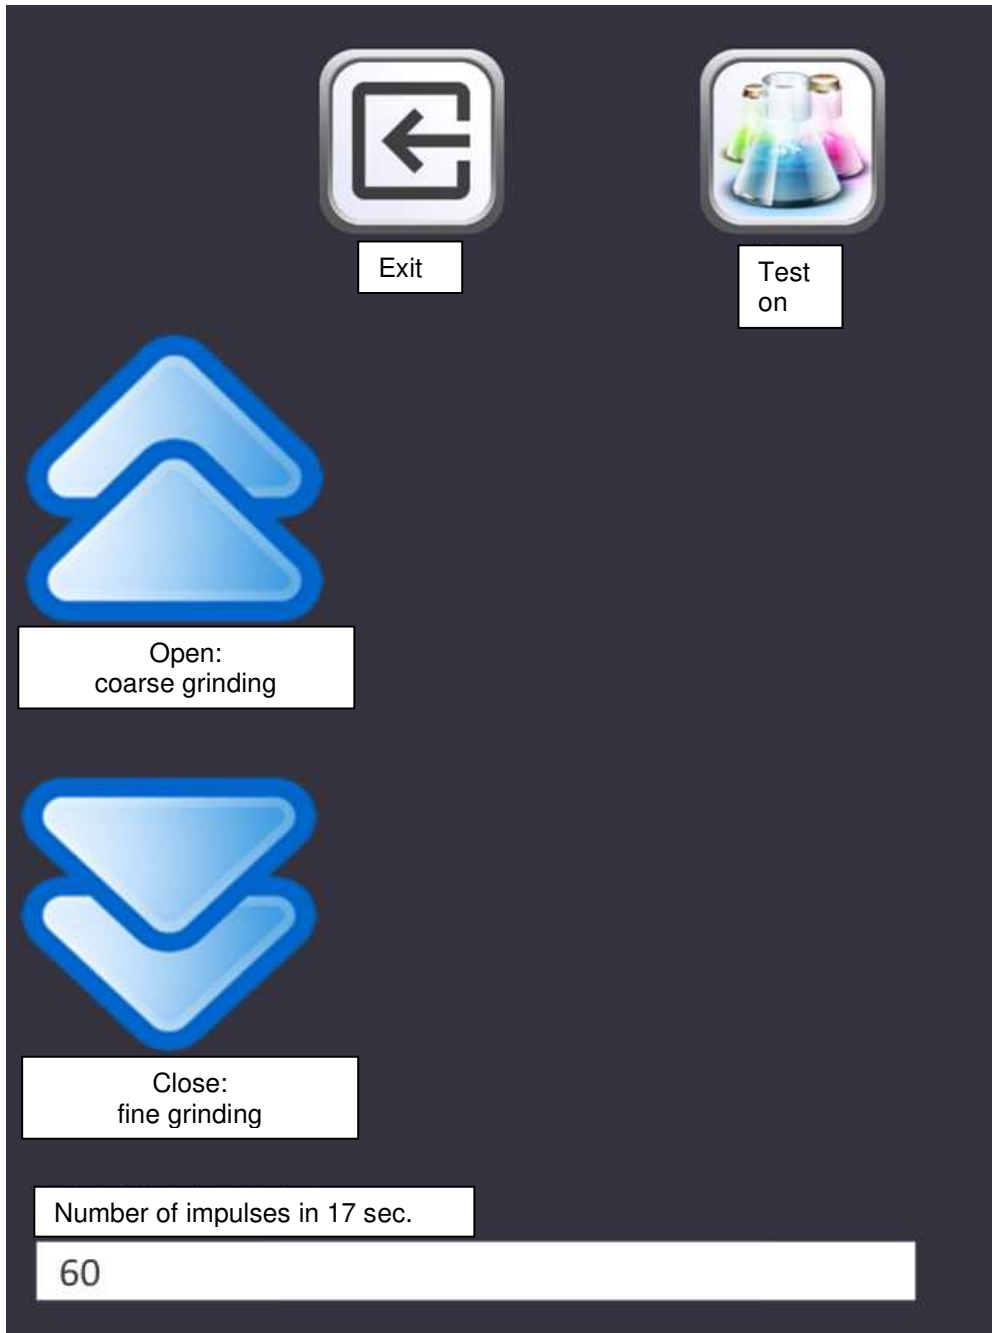 Exit
Test
on
Open:
coarse grinding
Close:
fine grinding
Number of impulses in 17 sec.
60